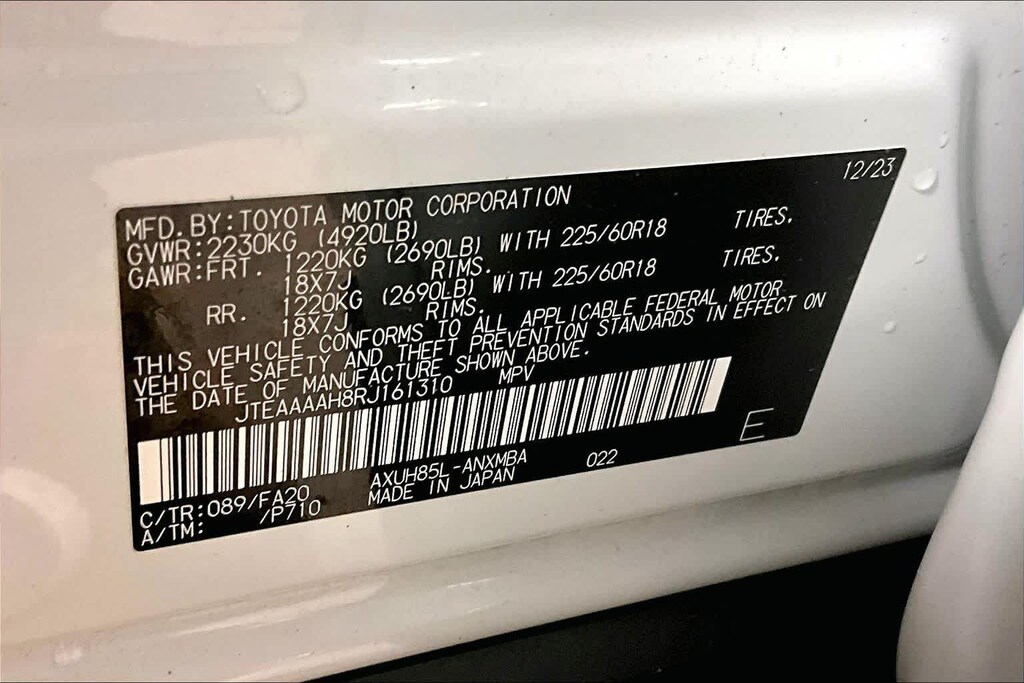 12/23
MFD.BY:TOYOTA MOTOR CORPORATION
GVWR:2230KG (4920LB)
GAWR:FRT. 1220KG (2690LB) WITH 225/60R18 TIRES.
18X7J RIMS.
RR. 1220KG (2690LB) WITH 225/60R18 TIRES.
18X7J RIMS.
THIS VEHICLE CONFORMS TO ALL APPLICABLE FEDERAL MOTOR
VEHICLE SAFETY AND THEFT PREVENTION STANDARDS IN EFFECT ON
THE DATE OF MANUFACTURE SHOWN ABOVE.
JTEAAAAH8RJ161310 MPV
E
C/TR:089/FA20 AXUH85L-ANXMBA 022
A/TM: /P710 MADE IN JAPAN